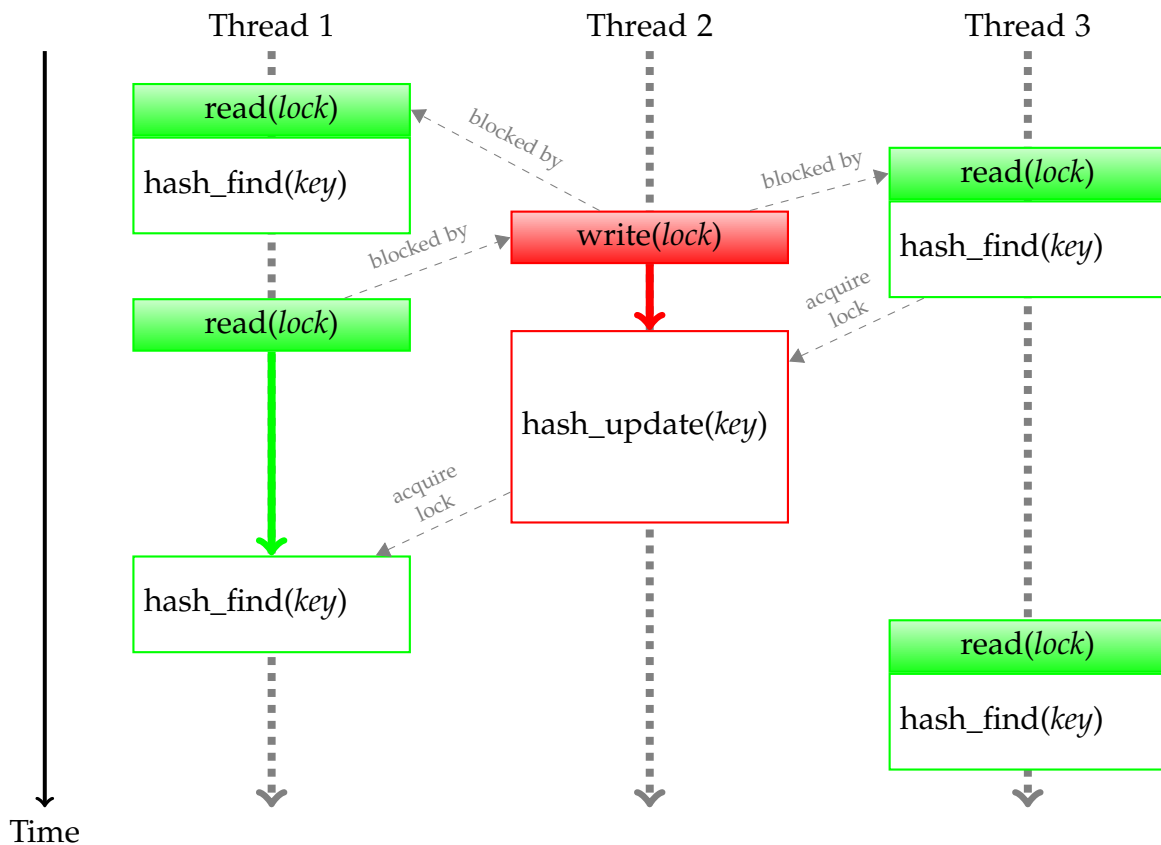 Thread 1
Thread 2
Thread 3
read(lock)
hash_find(key)
blocked by
blocked by
read(lock)
hash_find(key)
write(lock)
blocked by
read(lock)
acquire
lock
hash_update(key)
acquire
lock
hash_find(key)
read(lock)
hash_find(key)
Time